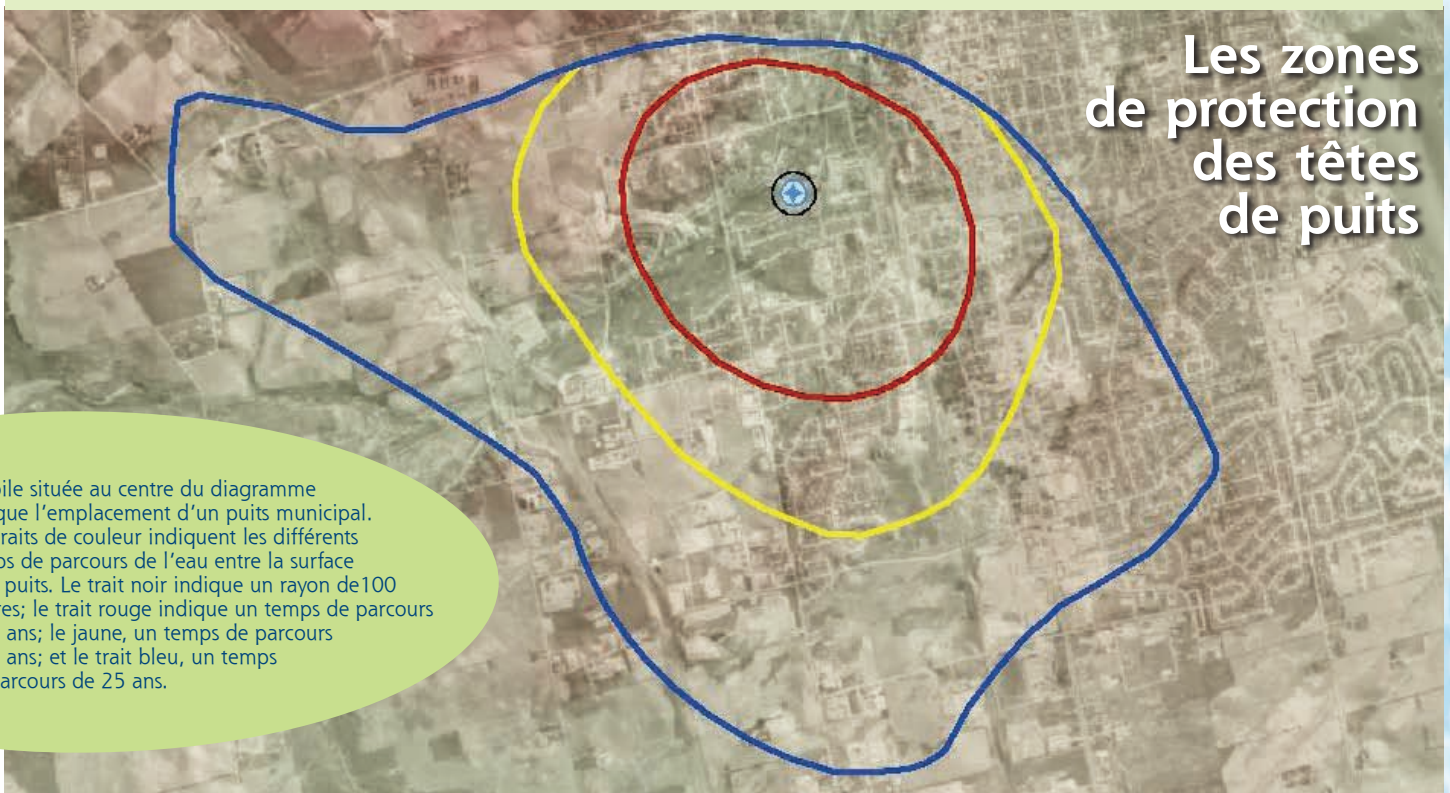 Les zones
de protection
des têtes
de puits
située au centre du diagramme
l'emplacement d'un puits municipal.
de couleur indiquent les différents
de parcours de l'eau entre la surface
puits. Le trait noir indique un rayon de100
le trait rouge indique un temps de parcours
ans; le jaune, un temps de parcours
ans; et le trait bleu, un temps
de 25 ans.